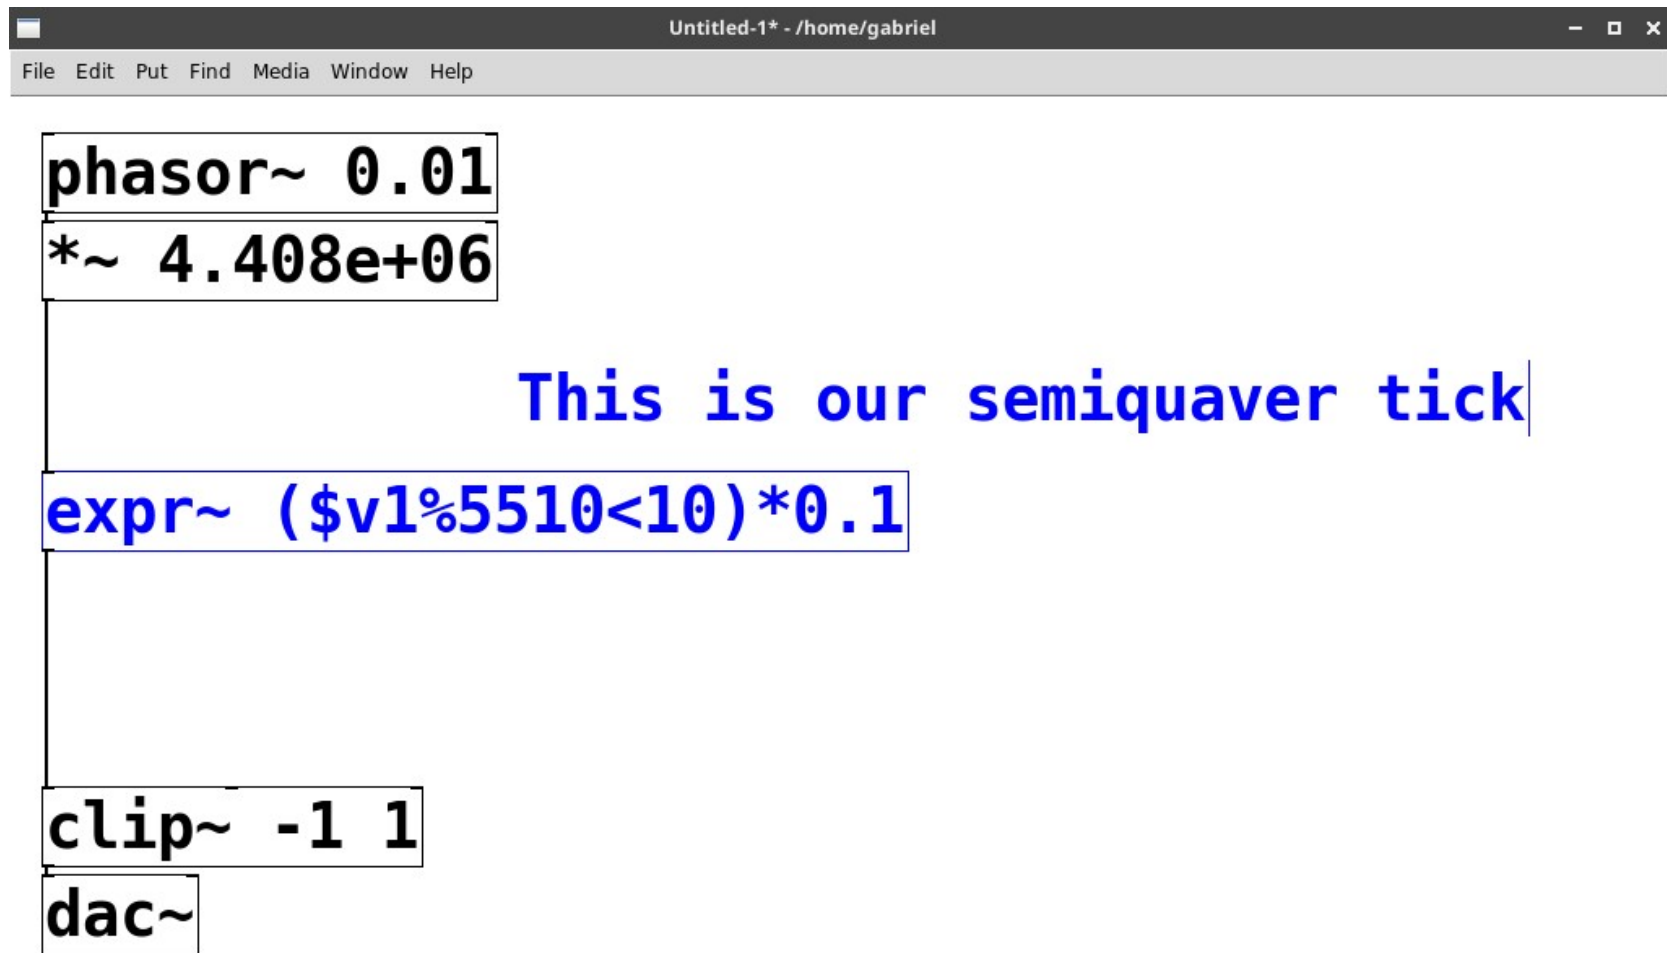 Untitled-1* - /home/gabriel
File Edit Put Find Media Window Help
phasor~ 0.01
*~ 4.408e+06
This is our semiquaver tick
expr~ ($v1%5510<10)*0.1
clip~ -1 1
dac~